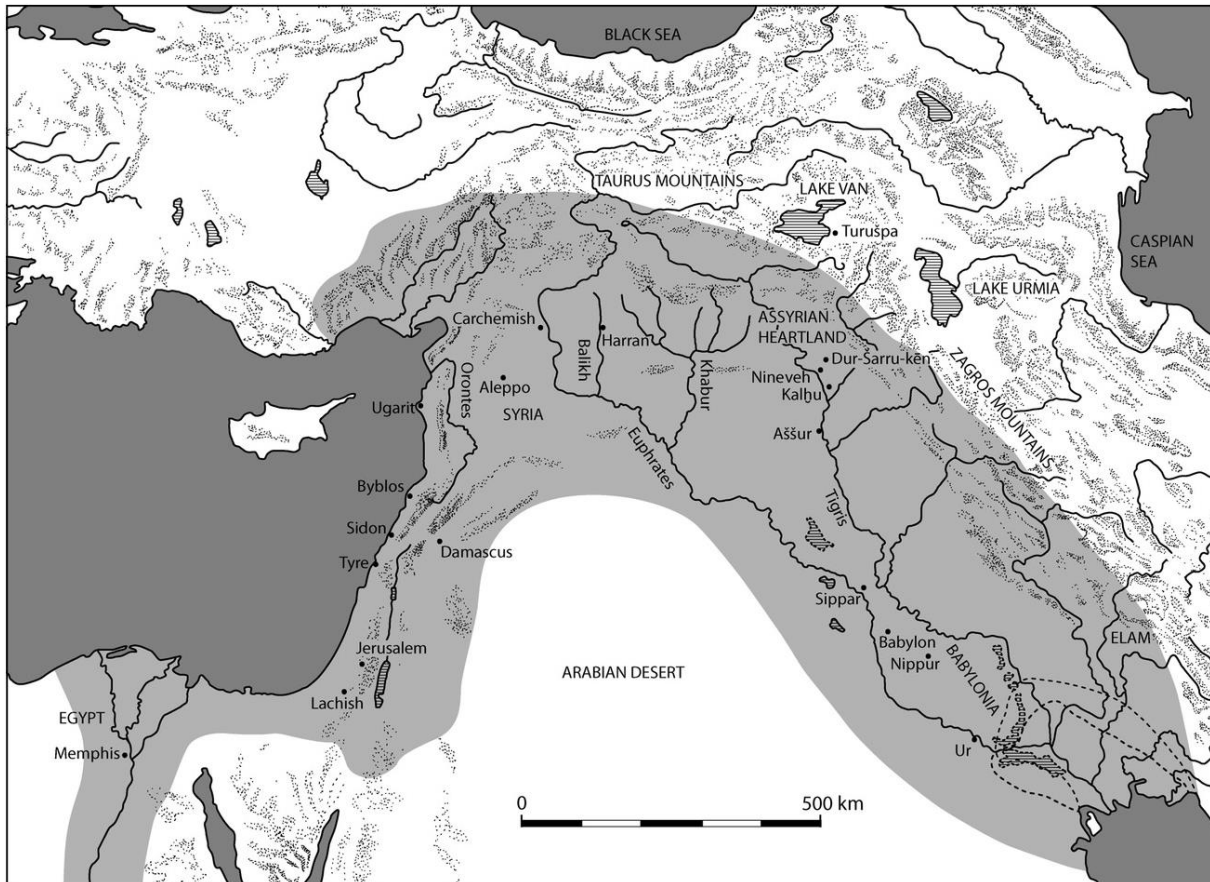 BLACK SEA
TAURUS MOUNTAINS
LAKE VAN
Turušpa
CASPIAN
SEA
LAKE URMIA
Carchemish
Harran
ASSYRIAN
HEARTLAND
Dur-Šarru-kēn
Nineveh
Kalḫu
ZAGROS MOUNTAINS
Balikh
Khabur
Orontes
Aleppo
SYRIA
Ugarit
Aššur
Euphrates
Tigris
Byblos
Sidon
Damascus
Tyre
Sippar
Babylon
Nippur
BABYLONIA
ELAM
Jerusalem
ARABIAN DESERT
Lachish
EGYPT
Memphis
Ur
0
500 km